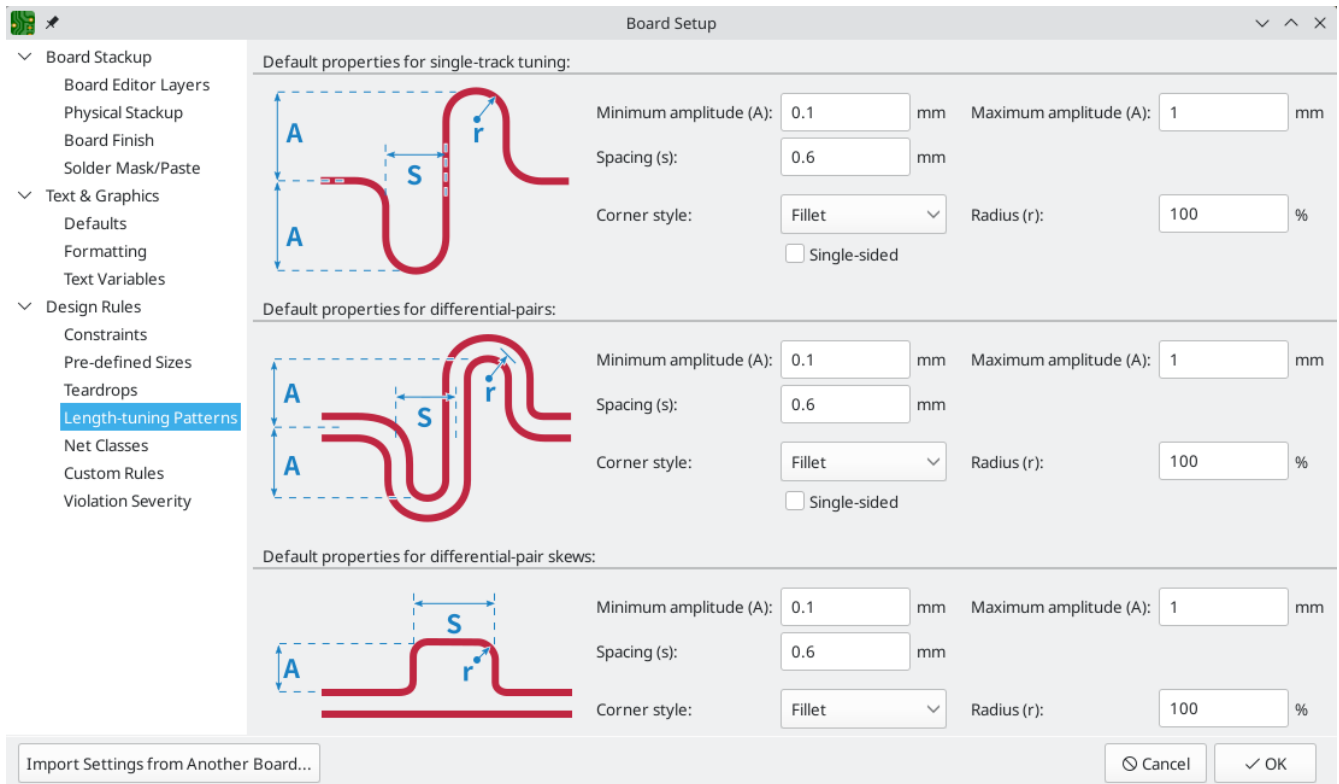 Board Setup
Board Stackup
Board Editor Layers
Physical Stackup
Board Finish
Solder Mask/Paste
Text & Graphics
Defaults
Formatting
Text Variables
Design Rules
Constraints
Pre-defined Sizes
Teardrops
Length-tuning Patterns
Net Classes
Custom Rules
Violation Severity
Default properties for single-track tuning:
A
A
S
r
Minimum amplitude (A): 0.1 mm Maximum amplitude (A): 1 mm
Spacing (s): 0.6 mm
Corner style: Fillet Radius (r): 100 %
Single-sided
Default properties for differential-pairs:
A
A
S
r
Minimum amplitude (A): 0.1 mm Maximum amplitude (A): 1 mm
Spacing (s): 0.6 mm
Corner style: Fillet Radius (r): 100 %
Single-sided
Default properties for differential-pair skews:
S
A
r
Minimum amplitude (A): 0.1 mm Maximum amplitude (A): 1 mm
Spacing (s): 0.6 mm
Corner style: Fillet Radius (r): 100 %
Import Settings from Another Board... Cancel OK